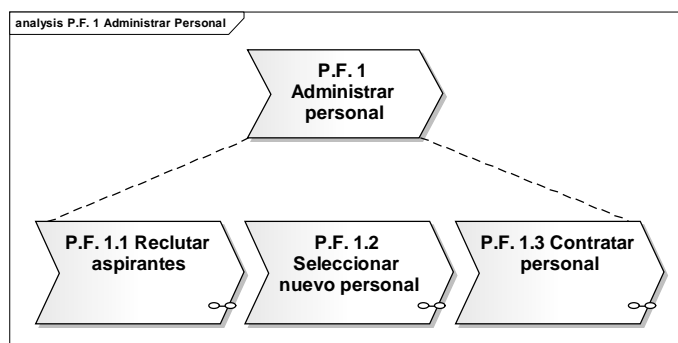 analysis P.F. 1 Administrar Personal
P.F. 1
Administrar
personal
P.F. 1.1 Reclutar
aspirantes
P.F. 1.2
Seleccionar
nuevo personal
P.F. 1.3 Contratar
personal